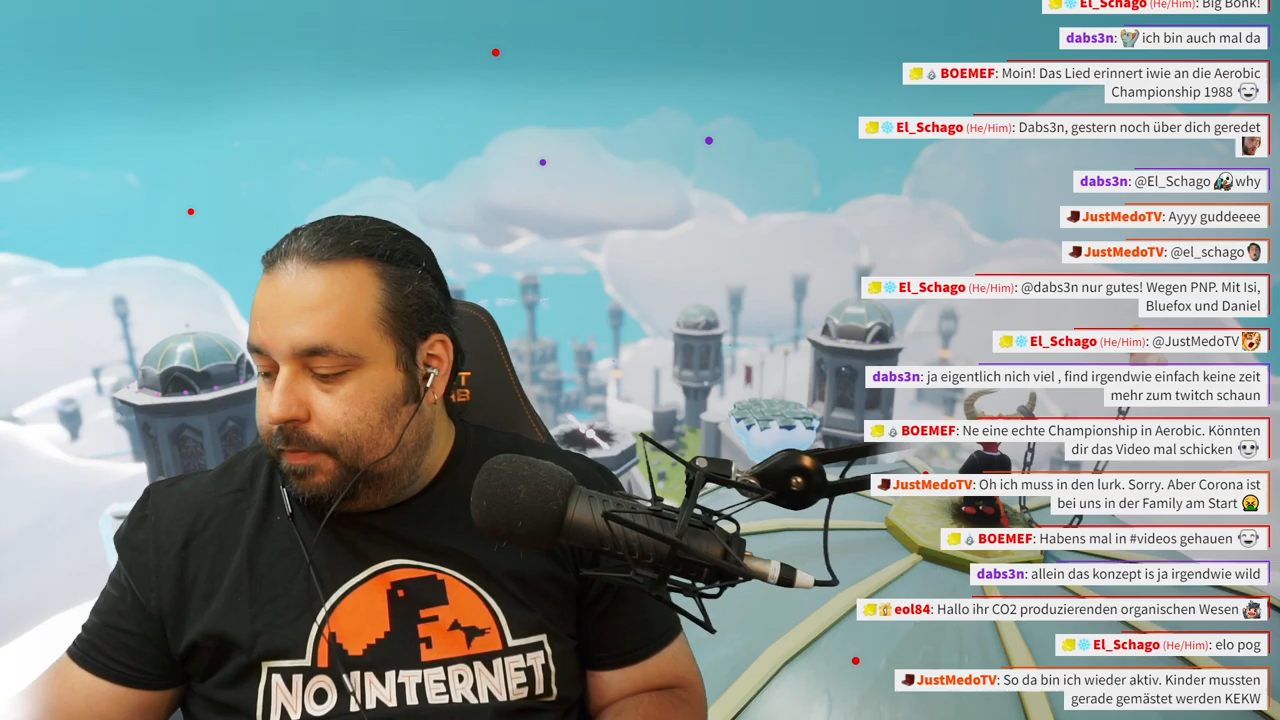 El_Schago (He/Him): Big Bonk!
dabs3n: ich bin auch mal da
BOEMEF: Moin! Das Lied erinnert iwie an die Aerobic
Championship 1988
El_Schago (He/Him): Dabs3n, gestern noch über dich geredet
dabs3n: @El_Schago why
JustMedoTV: Ayyy guddeeee
JustMedoTV: @el_schago
El_Schago (He/Him): @dabs3n nur gutes! Wegen PNP. Mit Isi,
Bluefox und Daniel
El_Schago (He/Him): @JustMedoTV
dabs3n: ja eigentlich nich viel , find irgendwie einfach keine zeit
mehr zum twitch schaun
BOEMEF: Ne eine echte Championship in Aerobic. Könnten
dir das Video mal schicken
JustMedoTV: Oh ich muss in den lurk. Sorry. Aber Corona ist
bei uns in der Family am Start
BOEMEF: Habens mal in #videos gehauen
dabs3n: allein das konzept is ja irgendwie wild
eol84: Hallo ihr CO2 produzierenden organischen Wesen
El_Schago (He/Him): elo pog
JustMedoTV: So da bin ich wieder aktiv. Kinder mussten
gerade gemästet werden KEKW
NO INTERNET